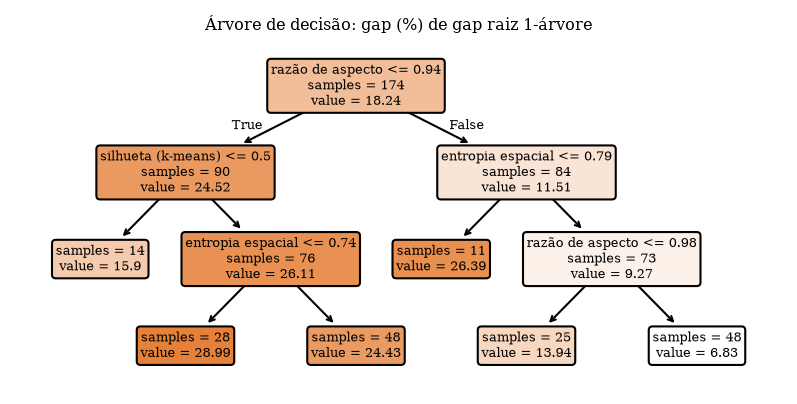 Árvore de decisão: gap (%) de gap raiz 1-árvore
razão de aspecto <= 0.94
samples = 174
value = 18.24
True
False
silhueta (k-means) <= 0.5
samples = 90
value = 24.52
entropia espacial <= 0.79
samples = 84
value = 11.51
samples = 14
value = 15.9
entropia espacial <= 0.74
samples = 76
value = 26.11
samples = 11
value = 26.39
razão de aspecto <= 0.98
samples = 73
value = 9.27
samples = 28
value = 28.99
samples = 48
value = 24.43
samples = 25
value = 13.94
samples = 48
value = 6.83